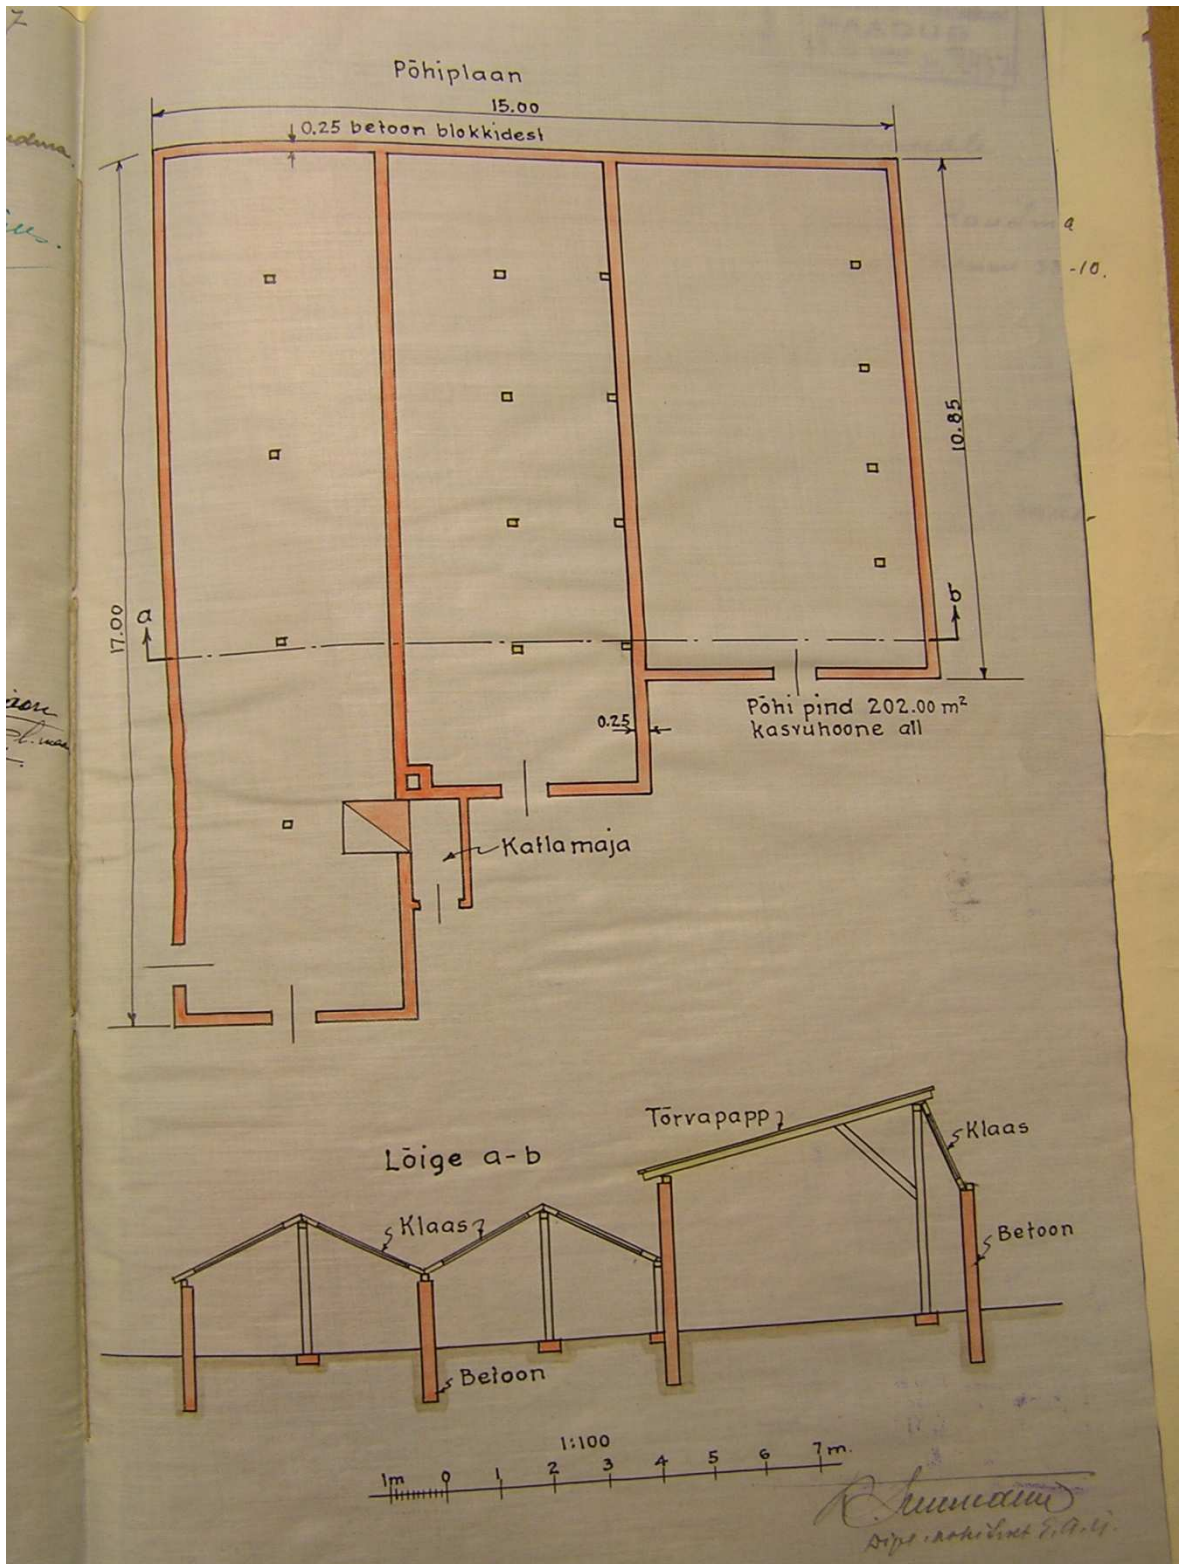 Põhiplaan
15.00
0.25 betoon blokkidest
10.85
17.00
a
b
0.25
Põhi pind 202.00 m²
kasvuhoone all
Katlamaja
Tõrvapapp
Klaas
Lõige a-b
Klaas
Betoon
Betoon
1:100
1m 0 1 2 3 4 5 6 7m.
-10.